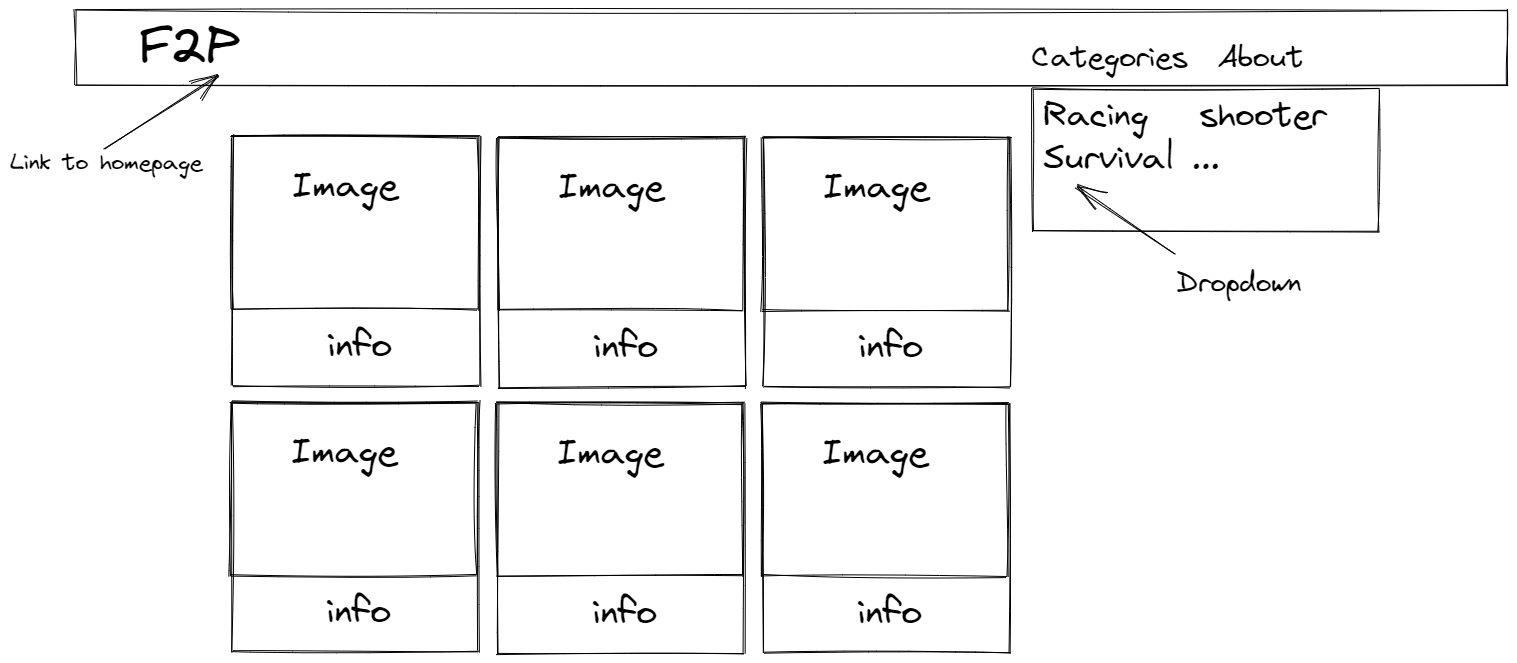 F2P
Categories About
Racing shooter
Survival ...
Link to homepage
Image Image Image
Dropdown
info info info
Image Image Image
info info info